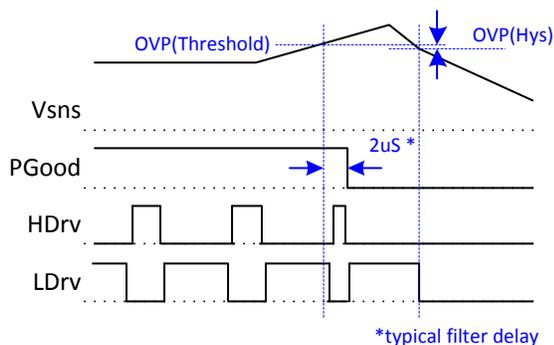 OVP(Threshold)
OVP(Hys)
Vsns
2uS *
PGood
HDrv
LDrv
*typical filter delay